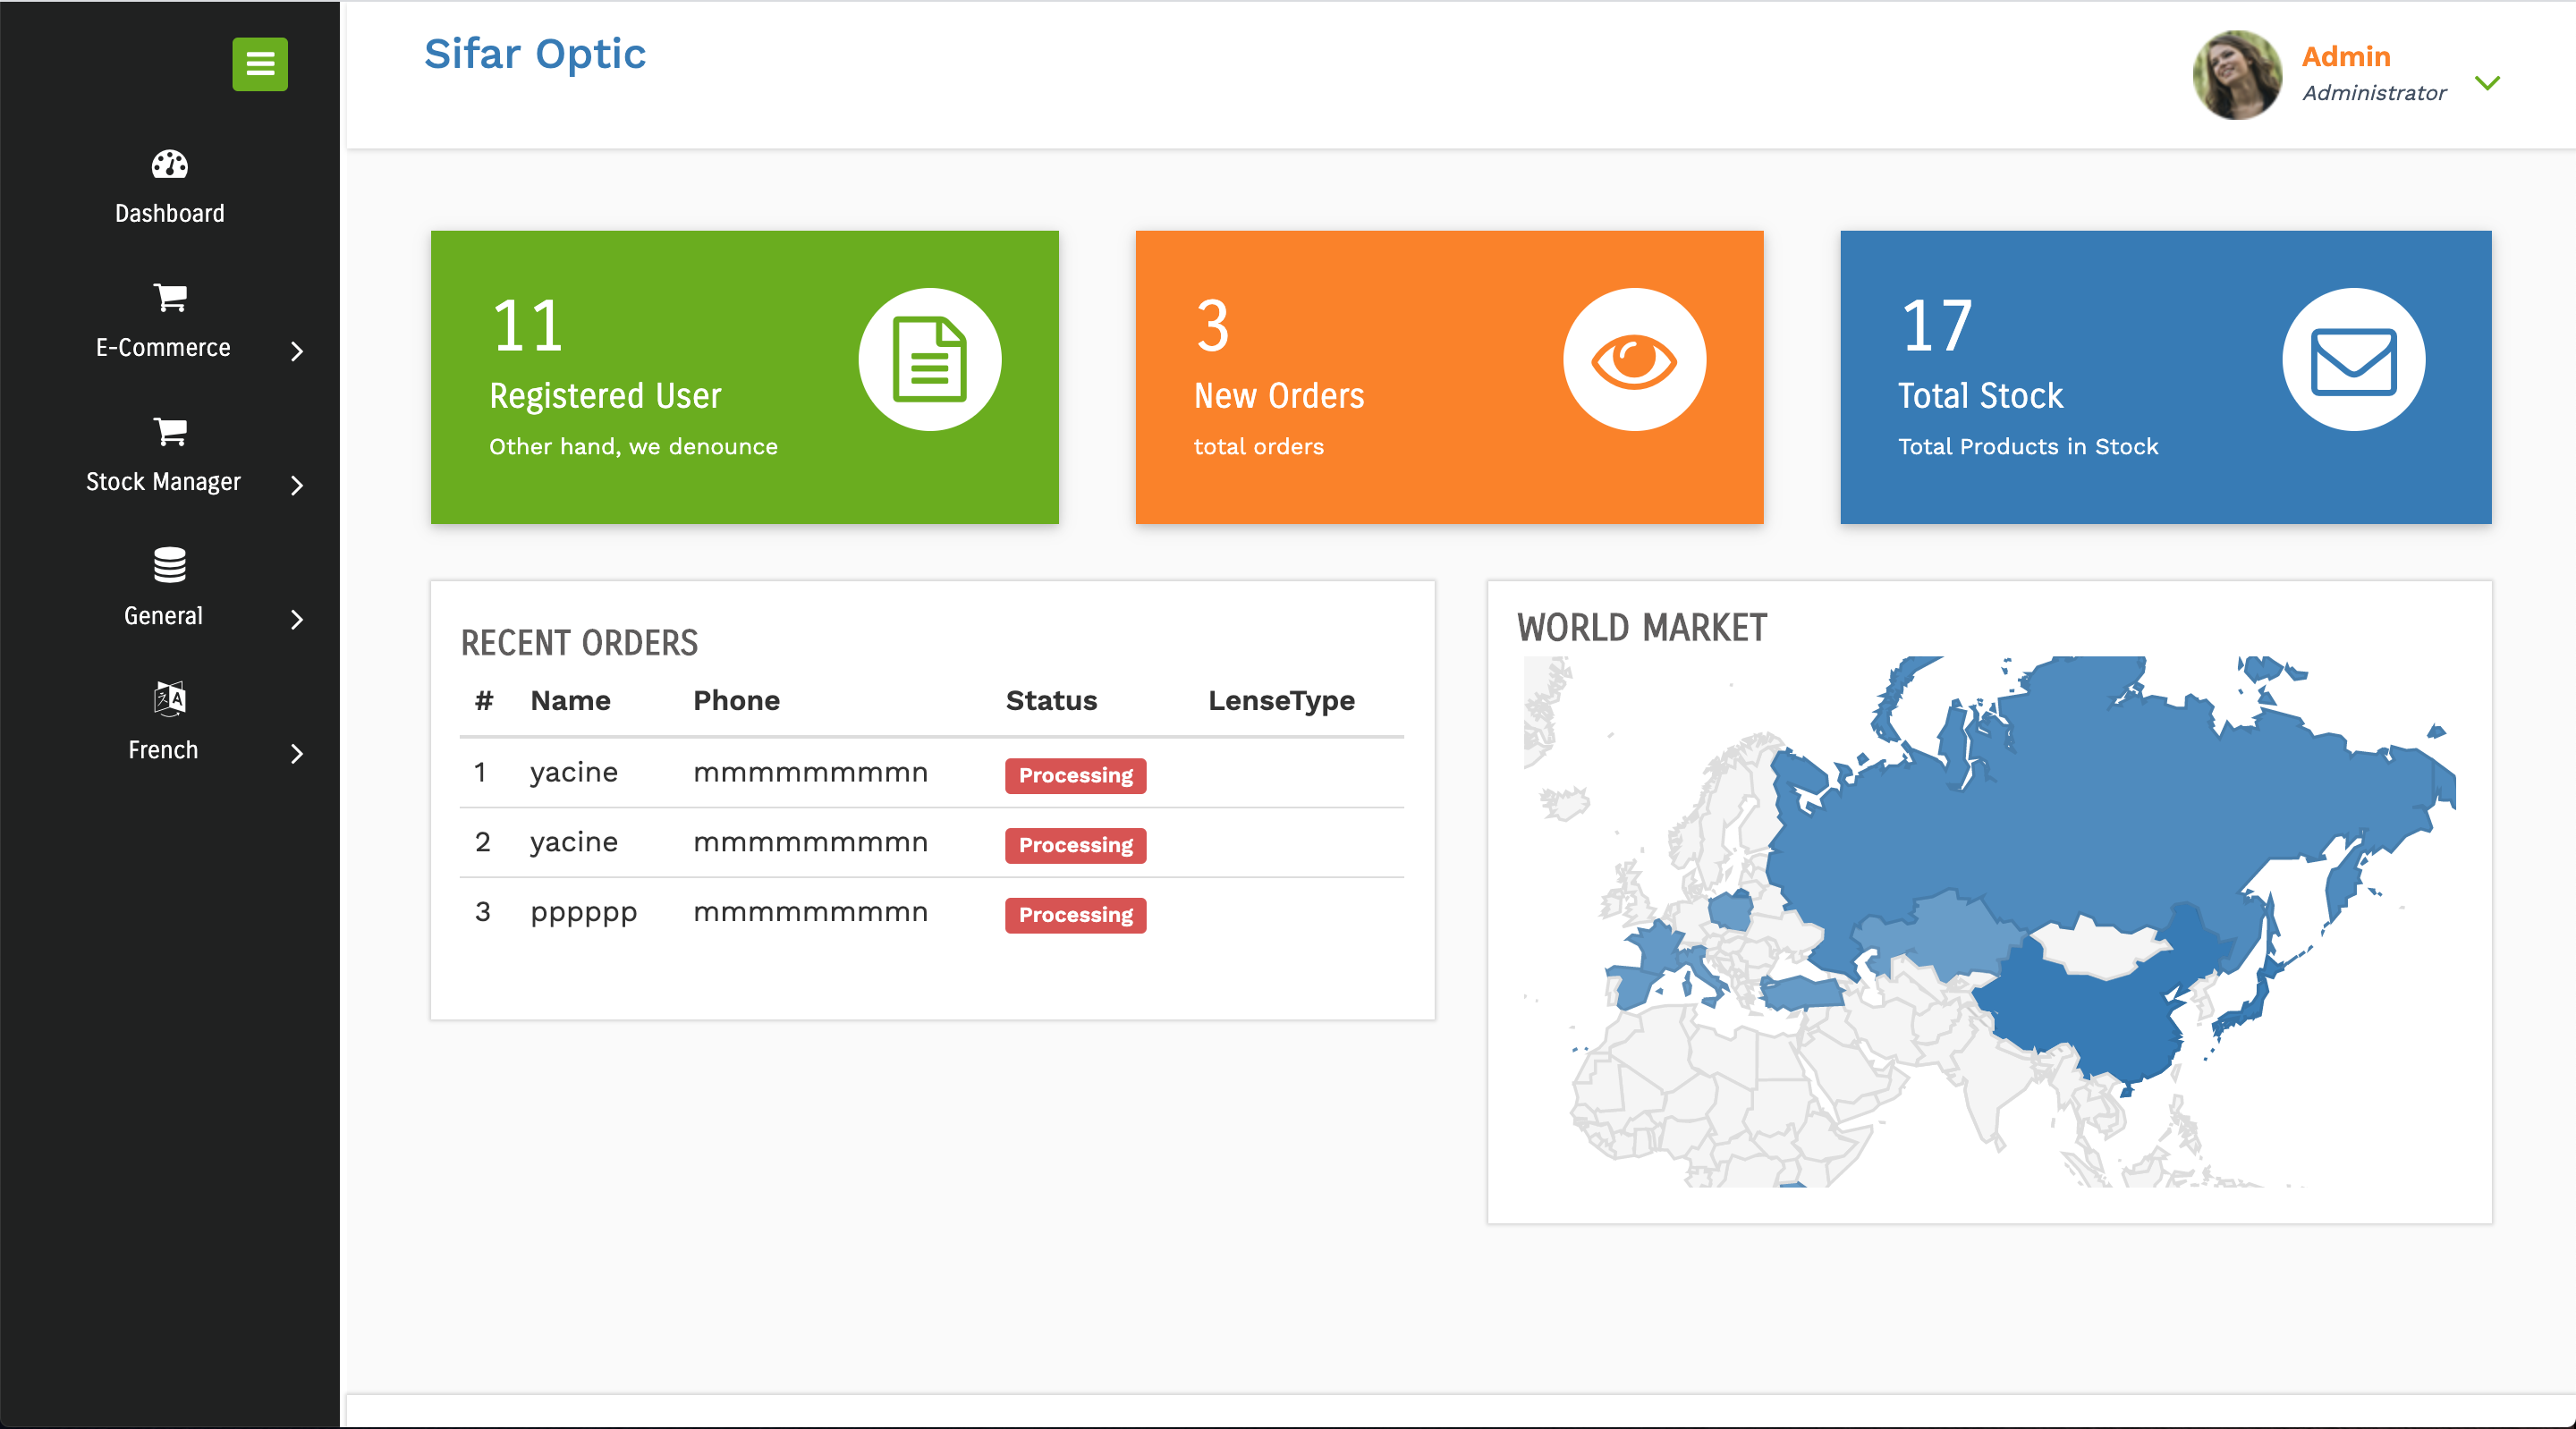 Sifar Optic
Admin
Administrator
Dashboard
E-Commerce
Stock Manager
General
French
11
Registered User
Other hand, we denounce
3
New Orders
total orders
17
Total Stock
Total Products in Stock
RECENT ORDERS
# Name Phone Status LenseType
1 yacine mmmmmmmmn Processing
2 yacine mmmmmmmmn Processing
3 pppppp mmmmmmmmn Processing
WORLD MARKET